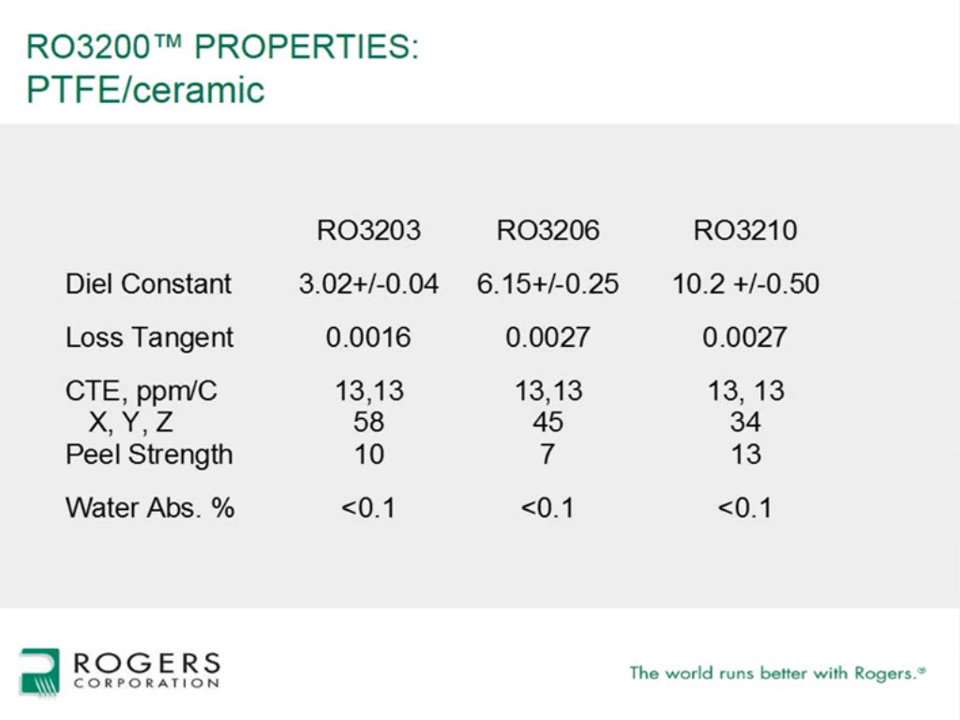 RO3200™ PROPERTIES:
PTFE/ceramic
RO3203 RO3206 RO3210
Diel Constant 3.02+/-0.04 6.15+/-0.25 10.2 +/-0.50
Loss Tangent 0.0016 0.0027 0.0027
CTE, ppm/C 13,13 13,13 13, 13
X, Y, Z 58 45 34
Peel Strength 10 7 13
Water Abs. % <0.1 <0.1 <0.1
ROGERS
CORPORATION
The world runs better with Rogers.®